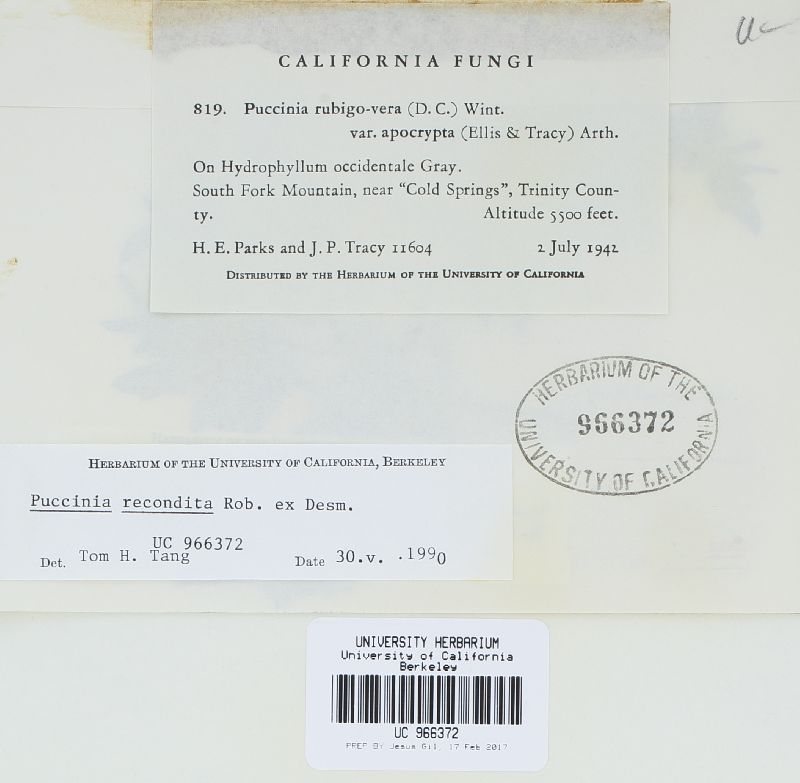 UC
CALIFORNIA FUNGI
819. Puccinia rubigo-vera (D. C.) Wint.
var. apocrypta (Ellis & Tracy) Arth.
On Hydrophyllum occidentale Gray.
South Fork Mountain, near “Cold Springs”, Trinity Coun-
ty. Altitude 5500 feet.
H. E. Parks and J. P. Tracy 11604 2 July 1942
DISTRIBUTED BY THE HERBARIUM OF THE UNIVERSITY OF CALIFORNIA
HERBARIUM OF THE
966372
UNIVERSITY OF CALIFORNIA
HERBARIUM OF THE UNIVERSITY OF CALIFORNIA, BERKELEY
Puccinia recondita Rob. ex Desm.
UC 966372
Det. Tom H. Tang Date 30.v. .1990
UNIVERSITY HERBARIUM
University of California
Berkeley
UC 966372
PREP BY Jesus Gil, 17 Feb 2017